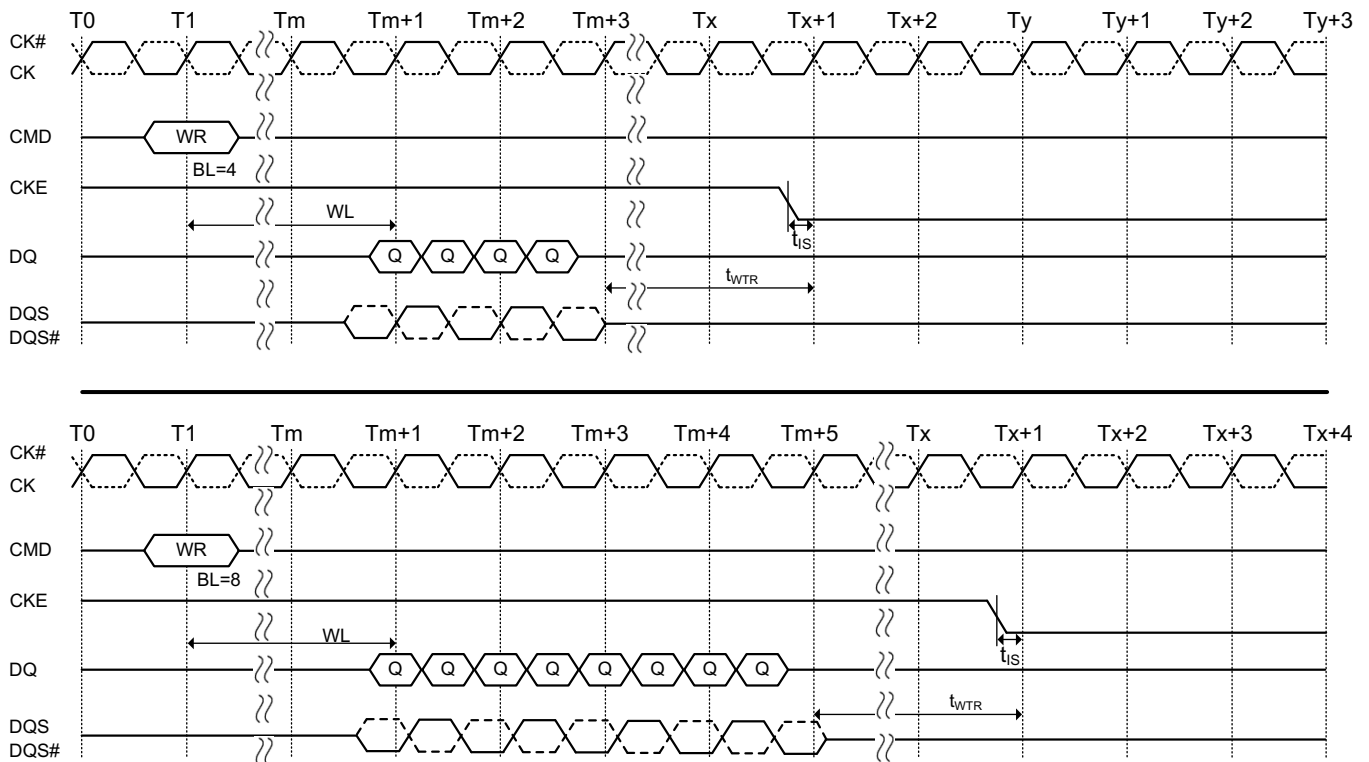 T0 T1 Tm Tm+1 Tm+2 Tm+3 Tx Tx+1 Tx+2 Ty Ty+1 Ty+2 Ty+3
CK#
CK
CMD WR
BL=4
CKE
WL
tIS
DQ Q Q Q Q
tWTR
DQS
DQS#
T0 T1 Tm Tm+1 Tm+2 Tm+3 Tm+4 Tm+5 Tx Tx+1 Tx+2 Tx+3 Tx+4
CK#
CK
CMD WR
BL=8
CKE
WL
tIS
DQ Q Q Q Q Q Q Q Q
tWTR
DQS
DQS#